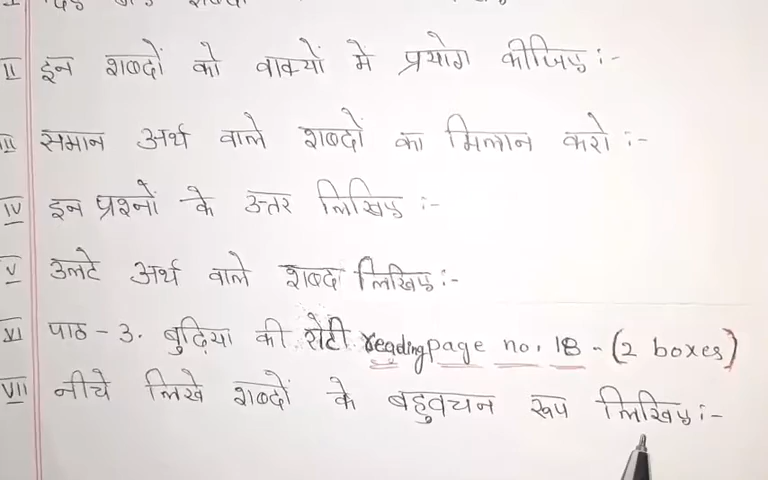 शब्दों
II इन शब्दों को वाक्यों में प्रयोग कीजिए :-
III समान अर्थ वाले शब्दों का मिलान करो :-
IV इन प्रश्नों के उत्तर लिखिए :-
V उलटे अर्थ वाले शब्द लिखिए :-
VI पाठ - 3. बुढ़िया की रोटी reading page no. 18 - (2 boxes)
VII नीचे लिखे शब्दों के बहुवचन रूप लिखिए :-